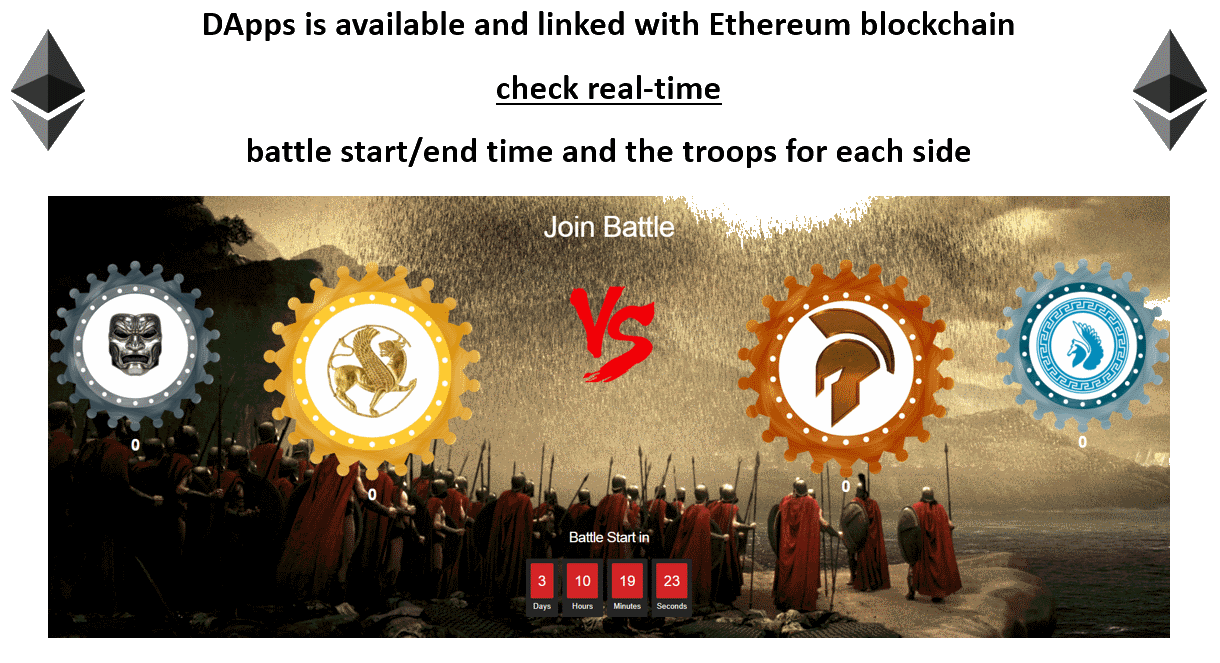 DApps is available and linked with Ethereum blockchain
check real-time
battle start/end time and the troops for each side
Join Battle
VS
0
0
0
0
Battle Start in
3 10 19 23
Days Hours Minutes Seconds